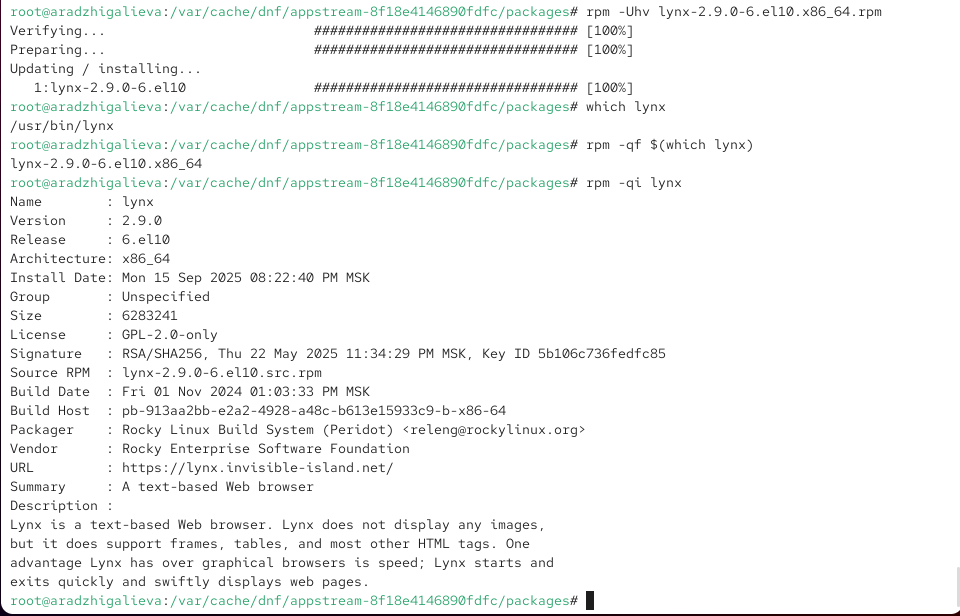 root@aradzhigalieva:/var/cache/dnf/appstream-8f18e4146890fdfc/packages# rpm -Uhv lynx-2.9.0-6.el10.x86_64.rpm
Verifying...                          ################################# [100%]
Preparing...                          ################################# [100%]
Updating / installing...
   1:lynx-2.9.0-6.el10                ################################# [100%]
root@aradzhigalieva:/var/cache/dnf/appstream-8f18e4146890fdfc/packages# which lynx
/usr/bin/lynx
root@aradzhigalieva:/var/cache/dnf/appstream-8f18e4146890fdfc/packages# rpm -qf $(which lynx)
lynx-2.9.0-6.el10.x86_64
root@aradzhigalieva:/var/cache/dnf/appstream-8f18e4146890fdfc/packages# rpm -qi lynx
Name        : lynx
Version     : 2.9.0
Release     : 6.el10
Architecture: x86_64
Install Date: Mon 15 Sep 2025 08:22:40 PM MSK
Group       : Unspecified
Size        : 6283241
License     : GPL-2.0-only
Signature   : RSA/SHA256, Thu 22 May 2025 11:34:29 PM MSK, Key ID 5b106c736fedfc85
Source RPM  : lynx-2.9.0-6.el10.src.rpm
Build Date  : Fri 01 Nov 2024 01:03:33 PM MSK
Build Host  : pb-913aa2bb-e2a2-4928-a48c-b613e15933c9-b-x86-64
Packager    : Rocky Linux Build System (Peridot) <releng@rockylinux.org>
Vendor      : Rocky Enterprise Software Foundation
URL         : https://lynx.invisible-island.net/
Summary     : A text-based Web browser
Description :
Lynx is a text-based Web browser. Lynx does not display any images,
but it does support frames, tables, and most other HTML tags. One
advantage Lynx has over graphical browsers is speed; Lynx starts and
exits quickly and swiftly displays web pages.
root@aradzhigalieva:/var/cache/dnf/appstream-8f18e4146890fdfc/packages#